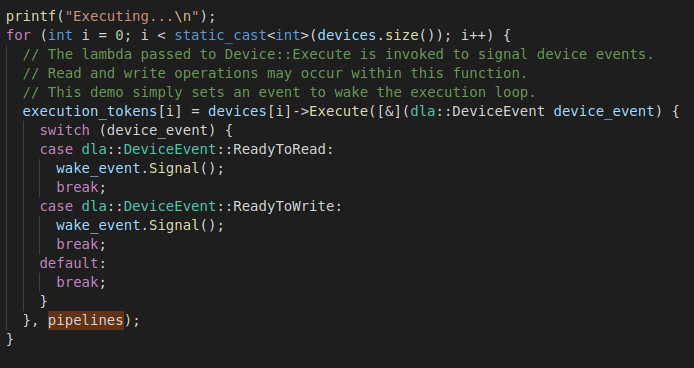 printf("Executing...\n");
for (int i = 0; i < static_cast<int>(devices.size()); i++) {
  // The lambda passed to Device::Execute is invoked to signal device events.
  // Read and write operations may occur within this function.
  // This demo simply sets an event to wake the execution loop.
  execution_tokens[i] = devices[i]->Execute([&](dla::DeviceEvent device_event) {
    switch (device_event) {
    case dla::DeviceEvent::ReadyToRead:
      wake_event.Signal();
      break;
    case dla::DeviceEvent::ReadyToWrite:
      wake_event.Signal();
      break;
    default:
      break;
    }
  }, pipelines);
}